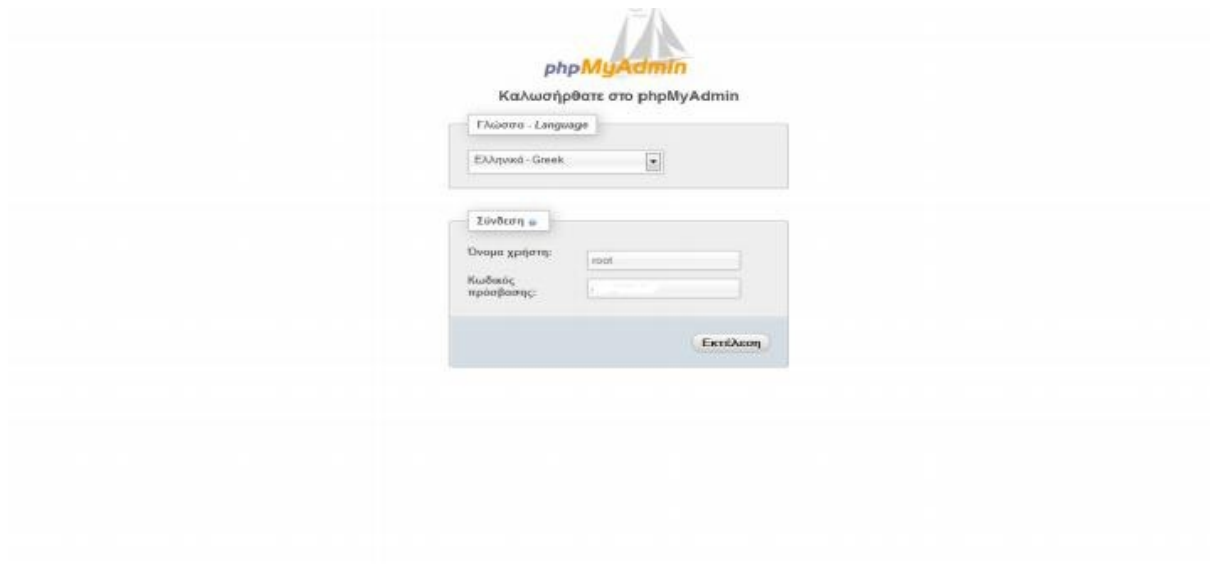 phpMyAdmin
Καλωσήρθατε στο phpMyAdmin
Γλώσσα - Language
Ελληνικά - Greek
Σύνδεση
Όνομα χρήστη:
root
Κωδικός
πρόσβασης:
Εκτέλεση